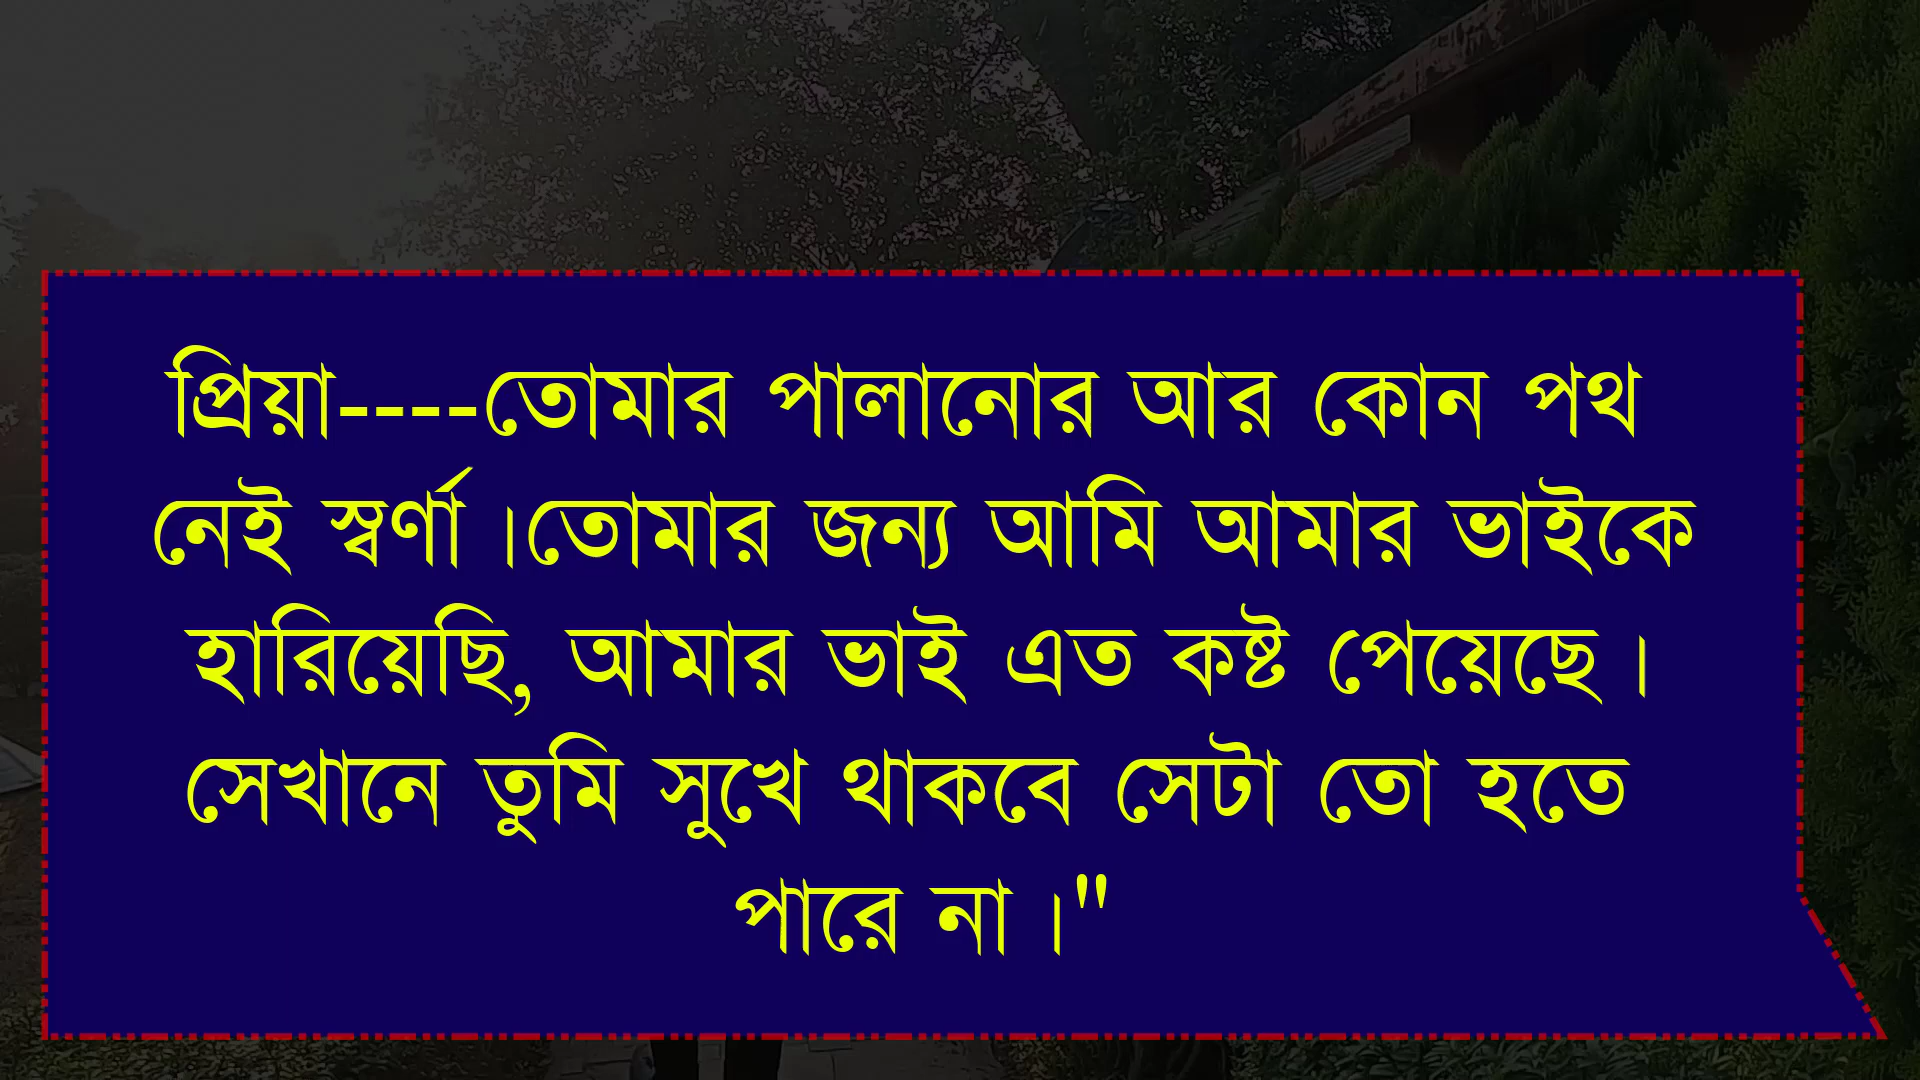 প্রিয়া----তোমার পালানোর আর কোন পথ
নেই স্বর্ণা ।তোমার জন্য আমি আমার ভাইকে
হারিয়েছি, আমার ভাই এত কষ্ট পেয়েছে।
সেখানে তুমি সুখে থাকবে সেটা তো হতে
পারে না ।"